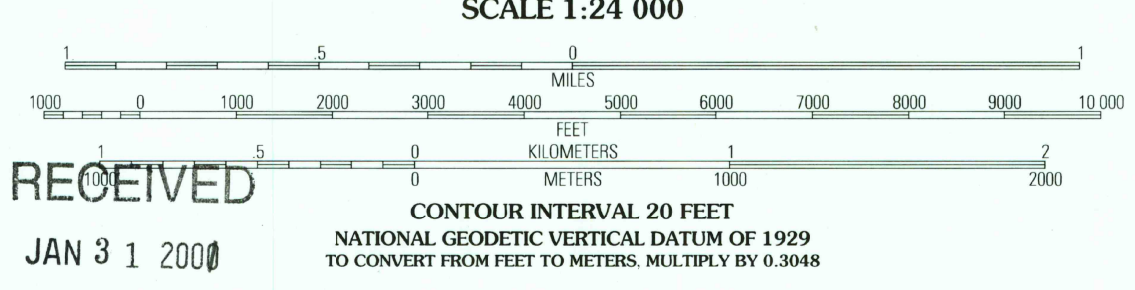 SCALE 1:24 000
1 .5 0 1
MILES
1000 0 1000 2000 3000 4000 5000 6000 7000 8000 9000 10 000
FEET
1 .5 0 KILOMETERS 1 2
1000 0 METERS 1000 2000
RECEIVED
CONTOUR INTERVAL 20 FEET
NATIONAL GEODETIC VERTICAL DATUM OF 1929
JAN 3 1 2000
TO CONVERT FROM FEET TO METERS, MULTIPLY BY 0.3048